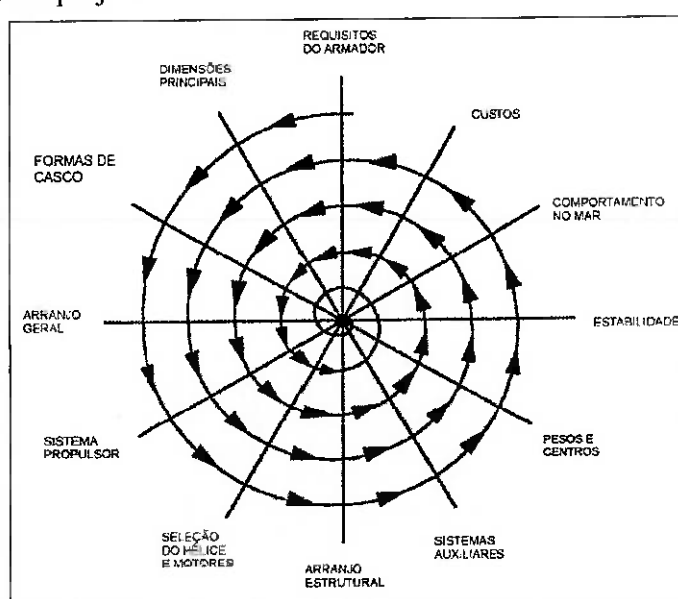 REQUISITOS
DO ARMADOR
DIMENSÕES
PRINCIPAIS
CUSTOS
FORMAS DE
CASCO
COMPORTAMENTO
NO MAR
ARRANJO
GERAL
ESTABILIDADE
SISTEMA
PROPULSOR
PESOS E
CENTROS
SELEÇÃO
DO HÉLICE
E MOTORES
SISTEMAS
AUXILIARES
ARRANJO
ESTRUTURAL